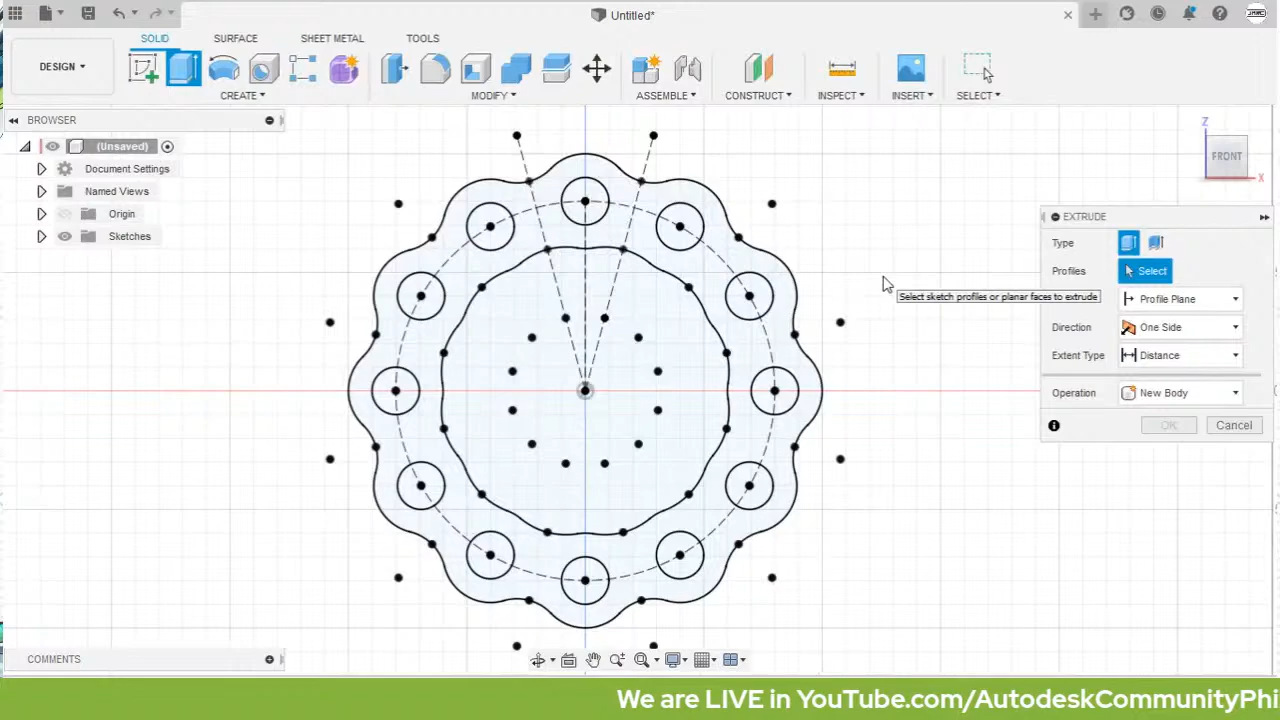 Untitled*
SOLID
SURFACE
SHEET METAL
TOOLS
DESIGN
CREATE
MODIFY
ASSEMBLE
CONSTRUCT
INSPECT
INSERT
SELECT
BROWSER
(Unsaved)
Document Settings
Named Views
Origin
Sketches
Z
FRONT
X
EXTRUDE
Type
Profiles
Select
Select sketch profiles or planar faces to extrude
Profile Plane
Direction
One Side
Extent Type
Distance
Operation
New Body
OK
Cancel
COMMENTS
We are LIVE in YouTube.com/AutodeskCommunityPhi